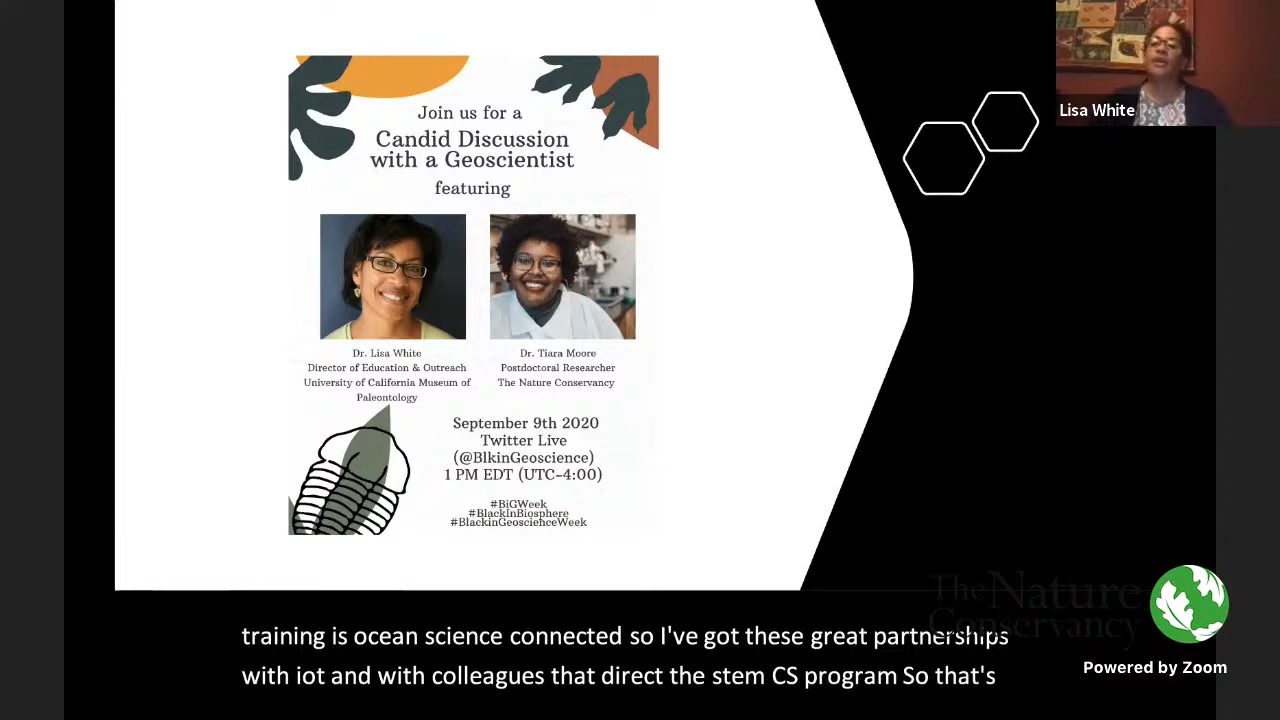 Join us for a
Candid Discussion
with a Geoscientist
featuring
Dr. Lisa White
Director of Education & Outreach
University of California Museum of
Paleontology
Dr. Tiara Moore
Postdoctoral Researcher
The Nature Conservancy
September 9th 2020
Twitter Live
(@BlkinGeoscience)
1 PM EDT (UTC-4:00)
#BiGWeek
#BlackInBiosphere
#BlackinGeoscienceWeek
Lisa White
The Nature
Conservancy
Powered by Zoom
training is ocean science connected so I've got these great partnerships
with iot and with colleagues that direct the stem CS program So that's